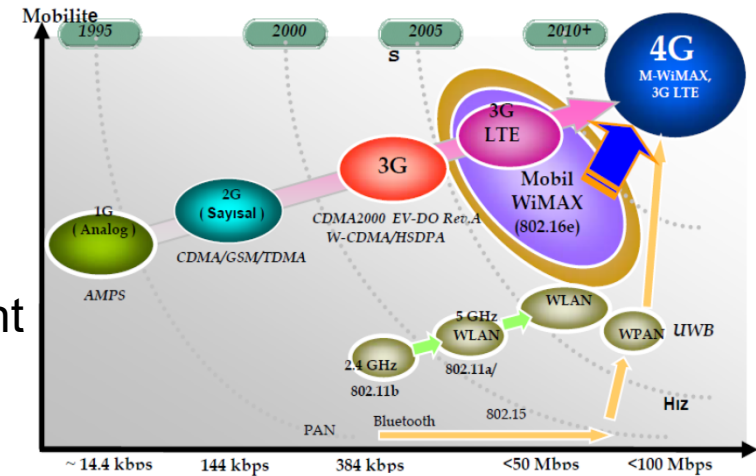 Mobilite
1995
2000
2005
2010+
s
4G
M-WiMAX,
3G LTE
3G
LTE
3G
Mobil
WiMAX
(802.16e)
2G
( Sayısal )
1G
( Analog )
CDMA2000 EV-DO Rev.A
W-CDMA/HSDPA
CDMA/GSM/TDMA
AMPS
nt
WLAN
5 GHz
WLAN
802.11a/
WPAN
UWB
2.4 GHz
802.11b
Hız
802.15
Bluetooth
PAN
~ 14.4 kbps
144 kbps
384 kbps
<50 Mbps
<100 Mbps